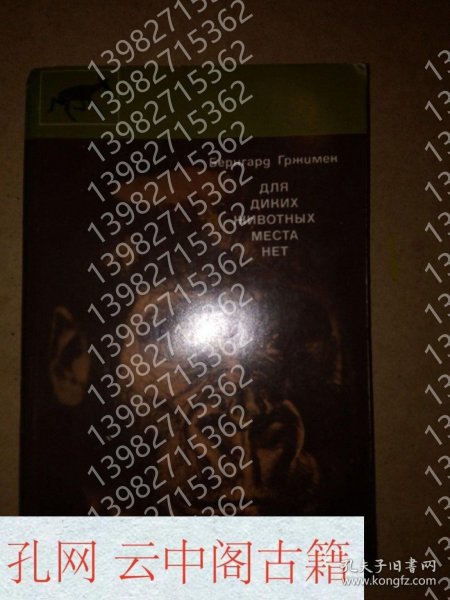 Бернгард Гржимек
ДЛЯ
ДИКИХ
ЖИВОТНЫХ
МЕСТА
НЕТ
13982715362
孔网 云中阁古籍
孔夫子旧书网
www.kongfz.com